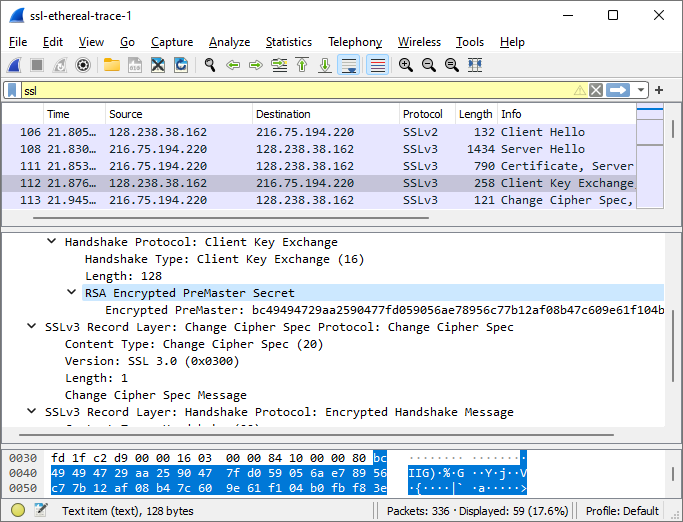 ssl-ethereal-trace-1
File Edit View Go Capture Analyze Statistics Telephony Wireless Tools Help
ssl
Time Source Destination Protocol Length Info
106 21.805… 128.238.38.162 216.75.194.220 SSLv2 132 Client Hello
108 21.830… 216.75.194.220 128.238.38.162 SSLv3 1434 Server Hello
111 21.853… 216.75.194.220 128.238.38.162 SSLv3 790 Certificate, Server
112 21.876… 128.238.38.162 216.75.194.220 SSLv3 258 Client Key Exchange,
113 21.945… 216.75.194.220 128.238.38.162 SSLv3 121 Change Cipher Spec,
Handshake Protocol: Client Key Exchange
Handshake Type: Client Key Exchange (16)
Length: 128
RSA Encrypted PreMaster Secret
Encrypted PreMaster: bc49494729aa2590477fd059056ae78956c77b12af08b47c609e61f104b
SSLv3 Record Layer: Change Cipher Spec Protocol: Change Cipher Spec
Content Type: Change Cipher Spec (20)
Version: SSL 3.0 (0x0300)
Length: 1
Change Cipher Spec Message
SSLv3 Record Layer: Handshake Protocol: Encrypted Handshake Message
0030 fd 1f c2 d9 00 00 16 03 00 00 84 10 00 00 80 bc ········ ········
0040 49 49 47 29 aa 25 90 47 7f d0 59 05 6a e7 89 56 IIG)·%·G ··Y·j··V
0050 c7 7b 12 af 08 b4 7c 60 9e 61 f1 04 b0 fb f8 3e ·{····|` ·a·····>
Text item (text), 128 bytes Packets: 336 · Displayed: 59 (17.6%) Profile: Default